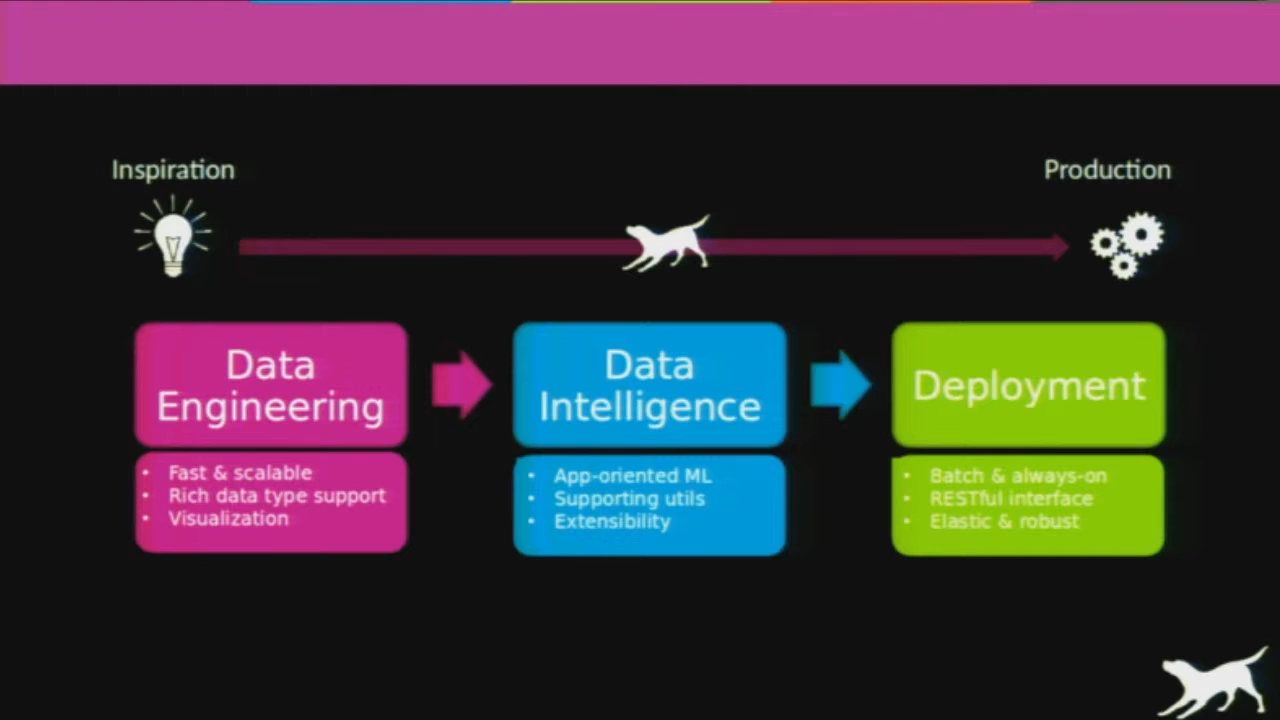 Inspiration
Production
Data
Engineering
Data
Intelligence
Deployment
• Fast & scalable
• Rich data type support
• Visualization
• App-oriented ML
• Supporting utils
• Extensibility
• Batch & always-on
• RESTful interface
• Elastic & robust